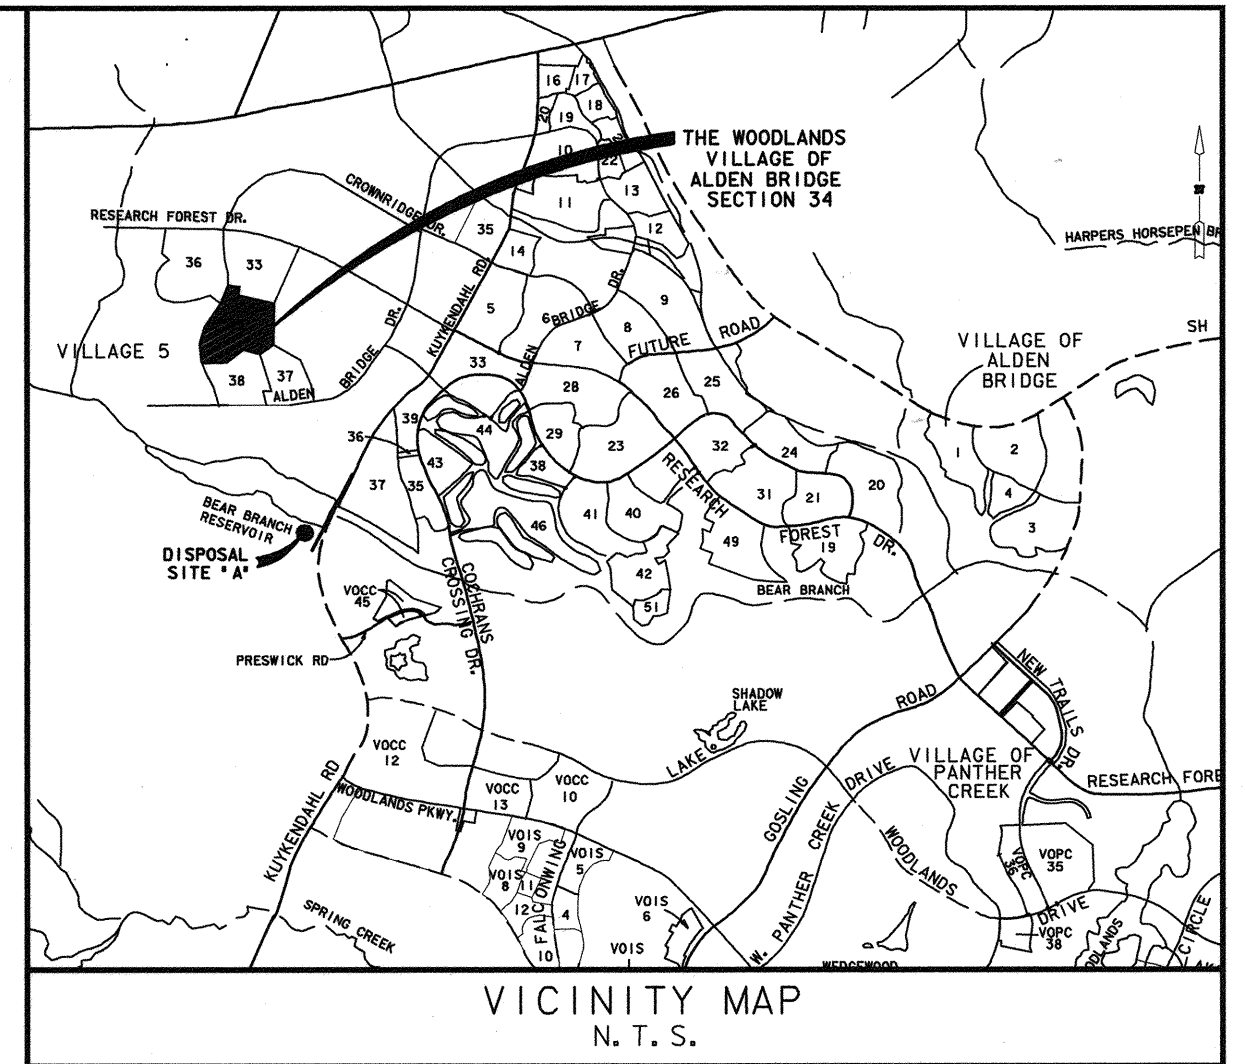 16
17
18
20
19
10
22
13
11
12
THE WOODLANDS
VILLAGE OF
ALDEN BRIDGE
SECTION 34
HARPERS HORSEPEN BR
CROWNRIDGE DR.
RESEARCH FOREST DR.
35
14
36
33
KUYKENDAHL RD.
5
6
BRIDGE DR.
9
8
7
FUTURE ROAD
SH
VILLAGE OF
ALDEN
BRIDGE
VILLAGE 5
BRIDGE DR.
ALDEN
33
38
37
ALDEN
28
26
25
39
44
29
23
32
24
36
43
38
37
35
RESEARCH
31
21
20
1
2
4
3
BEAR BRANCH
RESERVOIR
46
41
40
49
FOREST
19
DR.
DISPOSAL
SITE "A"
42
51
BEAR BRANCH
VOCC
45
COCHRANS
CROSSING DR.
PRESWICK RD
NEW TRAILS DR.
SHADOW
LAKE
ROAD
VOCC
12
LAKE
VILLAGE OF
PANTHER
CREEK
RESEARCH FORE
KUYKENDAHL RD
WOODLANDS PKWY.
VOCC
13
VOCC
10
GOSLING
W. PANTHER CREEK DRIVE
WOODLANDS
VOIS
9
VOIS
8
11
12
10
FALCONWING
VOIS
5
4
VOIS
6
VOIS
VOPC
36
VOPC
35
DRIVE
VOPC
38
CIRCLE
ODLANDS
SPRING CREEK
WEDGEWOOD
VICINITY MAP
N. T. S.